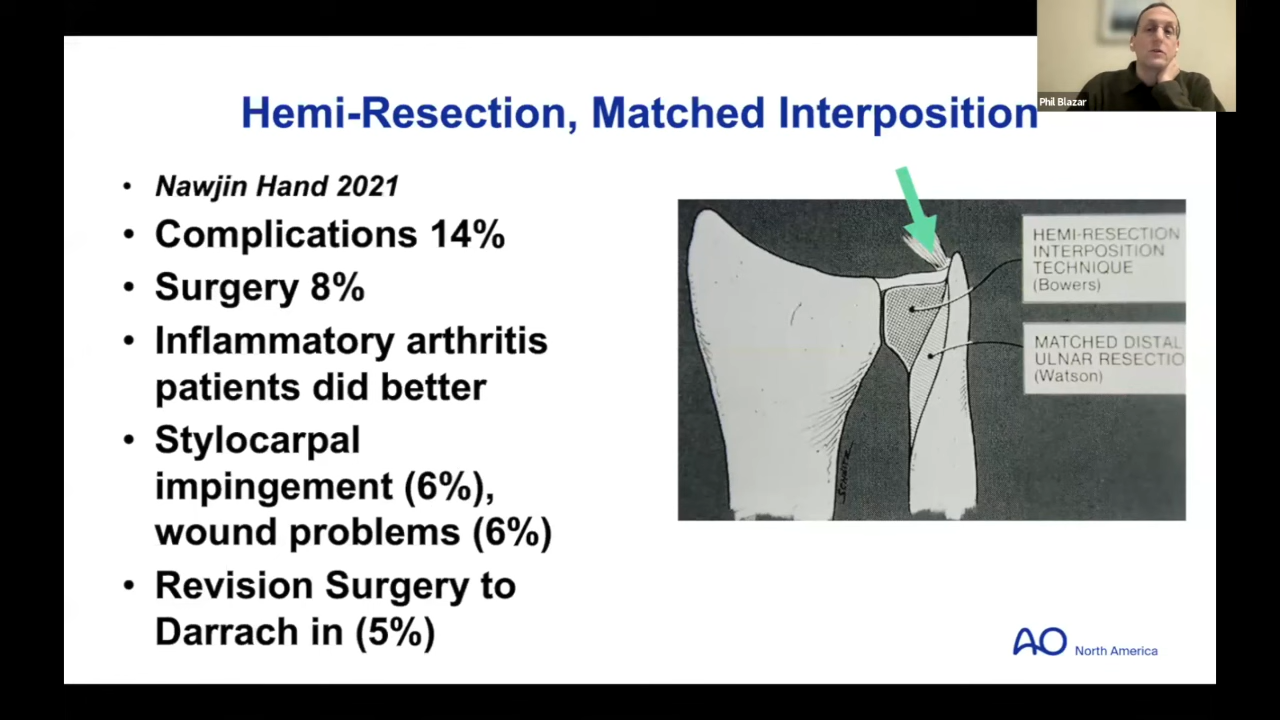 Phil Blazar
Hemi-Resection, Matched Interposition
• Nawjin Hand 2021
• Complications 14%
• Surgery 8%
• Inflammatory arthritis
patients did better
• Stylocarpal
impingement (6%),
wound problems (6%)
• Revision Surgery to
Darrach in (5%)
HEMI-RESECTION
INTERPOSITION
TECHNIQUE
(Bowers)
MATCHED DISTAL
ULNAR RESECTIO
(Watson)
AO North America